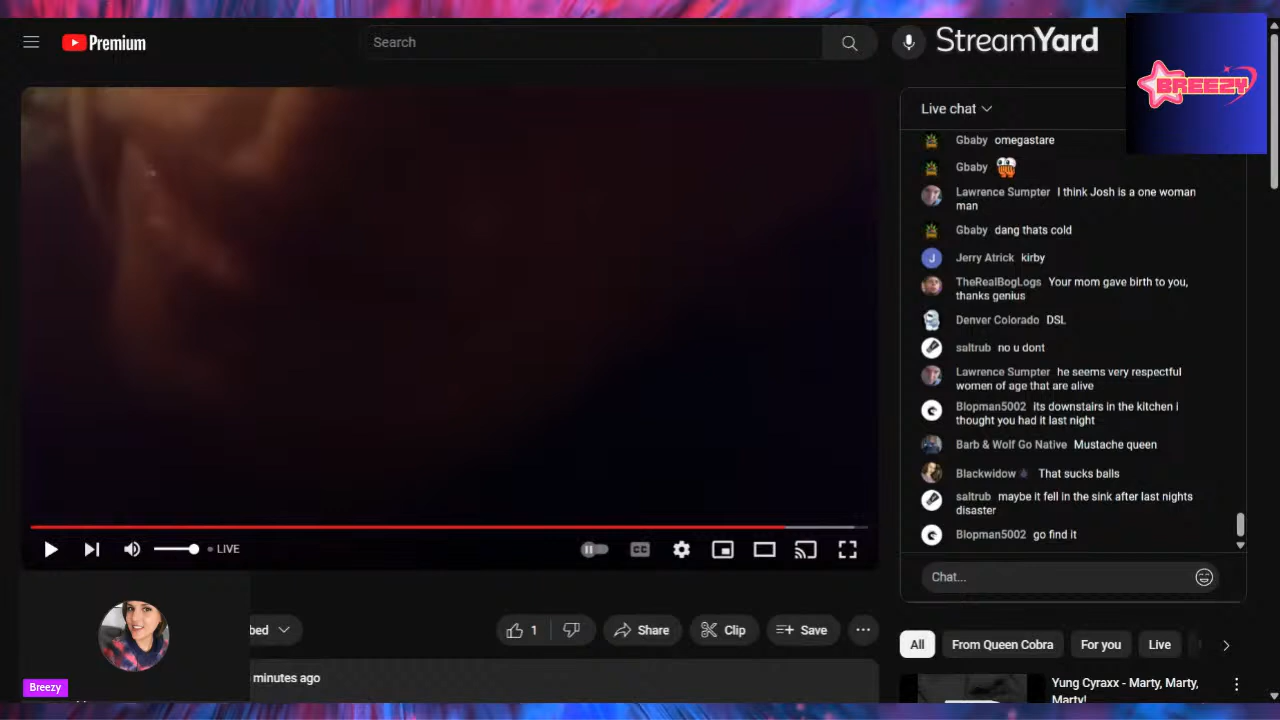 Premium
Search
StreamYard
BREEZY
Live chat
Gbaby omegastare
Gbaby
Lawrence Sumpter I think Josh is a one woman
man
Gbaby dang thats cold
J
Jerry Atrick kirby
TheRealBogLogs Your mom gave birth to you,
thanks genius
Denver Colorado DSL
saltrub no u dont
Lawrence Sumpter he seems very respectful
women of age that are alive
Blopman5002 its downstairs in the kitchen i
thought you had it last night
Barb & Wolf Go Native Mustache queen
Blackwidow That sucks balls
saltrub maybe it fell in the sink after last nights
disaster
Blopman5002 go find it
LIVE
CC
Chat...
bed
1
Share
Clip
Save
All
From Queen Cobra
For you
Live
minutes ago
Breezy
Yung Cyraxx - Marty, Marty,
Marty!